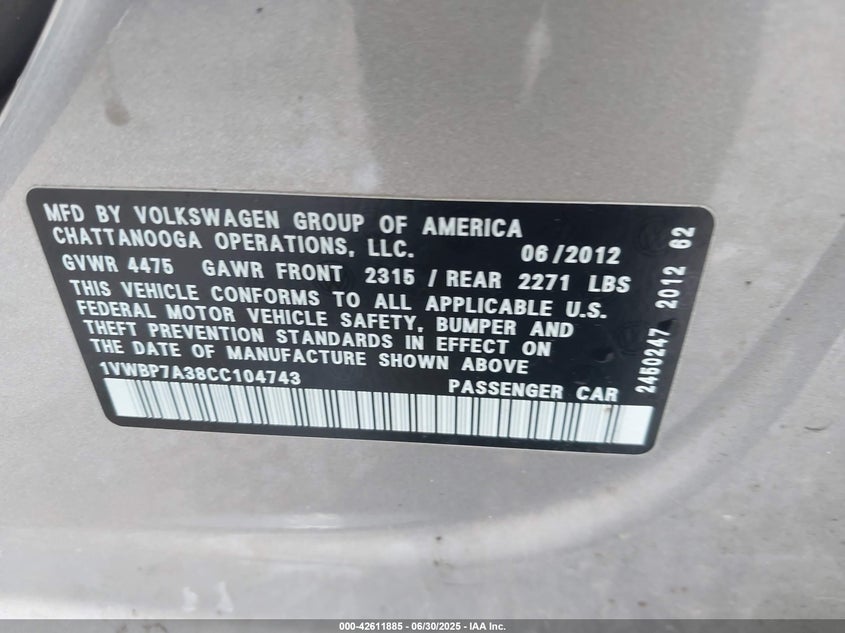 MFD BY VOLKSWAGEN GROUP OF AMERICA
CHATTANOOGA OPERATIONS, LLC. 06/2012
GVWR 4475 GAWR FRONT 2315 / REAR 2271 LBS
THIS VEHICLE CONFORMS TO ALL APPLICABLE U.S.
FEDERAL MOTOR VEHICLE SAFETY, BUMPER AND
THEFT PREVENTION STANDARDS IN EFFECT ON
THE DATE OF MANUFACTURE SHOWN ABOVE
1VWBP7A38CC104743 PASSENGER CAR
2450247 2012 62
000-42611885 - 06/30/2025 - IAA Inc.